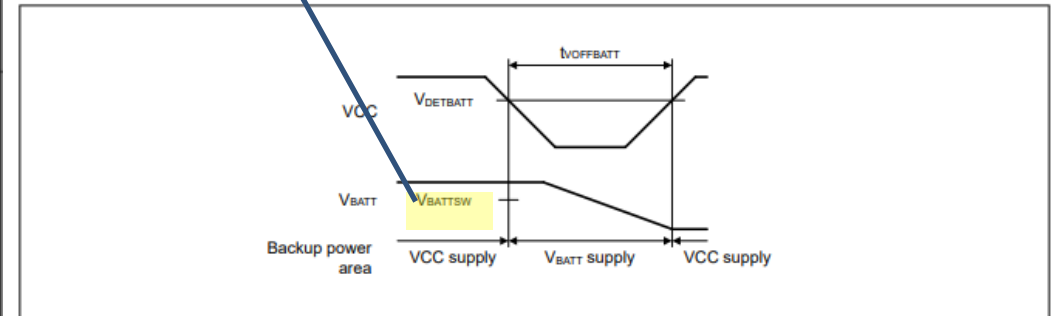 tVOFFBATT
VDETBATT
VCC
VBATT
VBATTSW
Backup power
area
VCC supply
VBATT supply
VCC supply